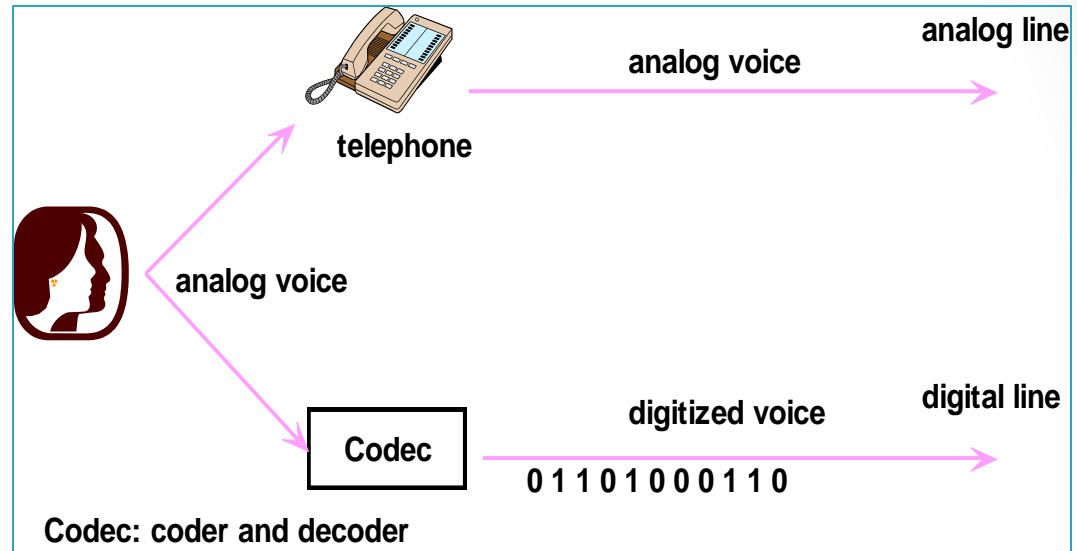 analog line
analog voice
telephone
analog voice
digital line
digitized voice
Codec
0 1 1 0 1 0 0 0 1 1 0
Codec: coder and decoder